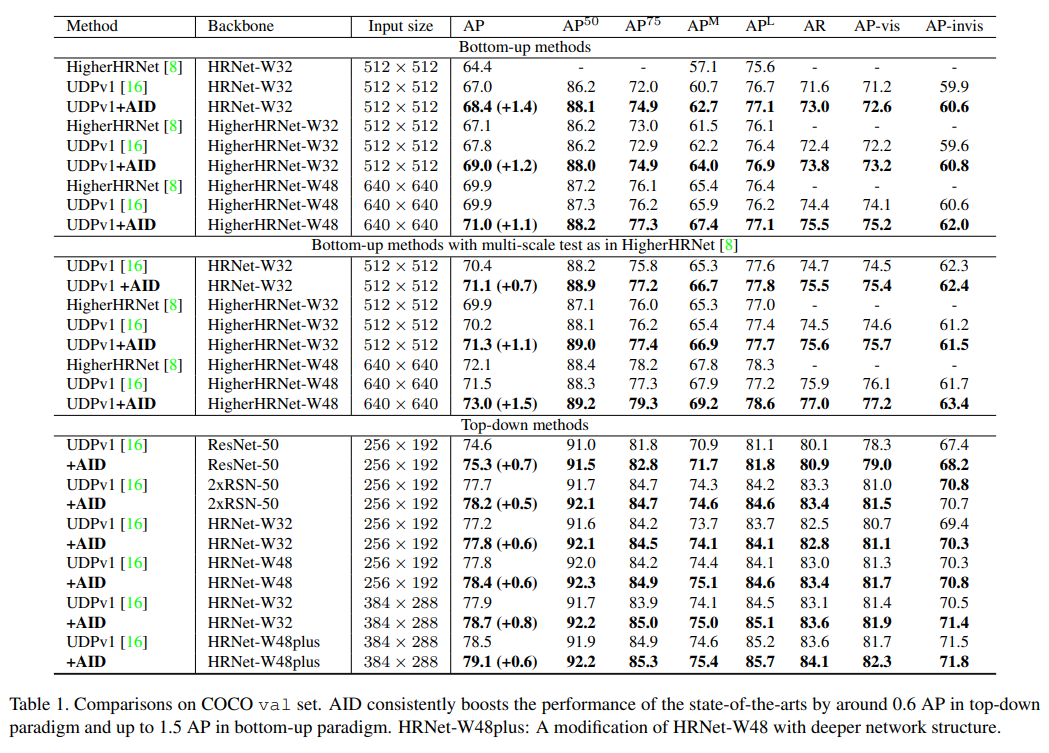 Method Backbone Input size AP AP50 AP75 APM APL AR AP-vis AP-invis
Bottom-up methods
HigherHRNet [8] HRNet-W32 512 × 512 64.4 - - 57.1 75.6 - - -
UDPv1 [16] HRNet-W32 512 × 512 67.0 86.2 72.0 60.7 76.7 71.6 71.2 59.9
UDPv1+AID HRNet-W32 512 × 512 68.4 (+1.4) 88.1 74.9 62.7 77.1 73.0 72.6 60.6
HigherHRNet [8] HigherHRNet-W32 512 × 512 67.1 86.2 73.0 61.5 76.1 - - -
UDPv1 [16] HigherHRNet-W32 512 × 512 67.8 86.2 72.9 62.2 76.4 72.4 72.2 59.6
UDPv1+AID HigherHRNet-W32 512 × 512 69.0 (+1.2) 88.0 74.9 64.0 76.9 73.8 73.2 60.8
HigherHRNet [8] HigherHRNet-W48 640 × 640 69.9 87.2 76.1 65.4 76.4 - - -
UDPv1 [16] HigherHRNet-W48 640 × 640 69.9 87.3 76.2 65.9 76.2 74.4 74.1 60.6
UDPv1+AID HigherHRNet-W48 640 × 640 71.0 (+1.1) 88.2 77.3 67.4 77.1 75.5 75.2 62.0
Bottom-up methods with multi-scale test as in HigherHRNet [8]
UDPv1 [16] HRNet-W32 512 × 512 70.4 88.2 75.8 65.3 77.6 74.7 74.5 62.3
UDPv1 +AID HRNet-W32 512 × 512 71.1 (+0.7) 88.9 77.2 66.7 77.8 75.5 75.4 62.4
HigherHRNet [8] HigherHRNet-W32 512 × 512 69.9 87.1 76.0 65.3 77.0 - - -
UDPv1 [16] HigherHRNet-W32 512 × 512 70.2 88.1 76.2 65.4 77.4 74.5 74.6 61.2
UDPv1+AID HigherHRNet-W32 512 × 512 71.3 (+1.1) 89.0 77.4 66.9 77.7 75.6 75.7 61.5
HigherHRNet [8] HigherHRNet-W48 640 × 640 72.1 88.4 78.2 67.8 78.3 - - -
UDPv1 [16] HigherHRNet-W48 640 × 640 71.5 88.3 77.3 67.9 77.2 75.9 76.1 61.7
UDPv1+AID HigherHRNet-W48 640 × 640 73.0 (+1.5) 89.2 79.3 69.2 78.6 77.0 77.2 63.4
Top-down methods
UDPv1 [16] ResNet-50 256 × 192 74.6 91.0 81.8 70.9 81.1 80.1 78.3 67.4
+AID ResNet-50 256 × 192 75.3 (+0.7) 91.5 82.8 71.7 81.8 80.9 79.0 68.2
UDPv1 [16] 2xRSN-50 256 × 192 77.7 91.7 84.7 74.3 84.2 83.3 81.0 70.8
+AID 2xRSN-50 256 × 192 78.2 (+0.5) 92.1 84.7 74.6 84.6 83.4 81.5 70.7
UDPv1 [16] HRNet-W32 256 × 192 77.2 91.6 84.2 73.7 83.7 82.5 80.7 69.4
+AID HRNet-W32 256 × 192 77.8 (+0.6) 92.1 84.5 74.1 84.1 82.8 81.1 70.3
UDPv1 [16] HRNet-W48 256 × 192 77.8 92.0 84.2 74.4 84.1 83.0 81.3 70.3
+AID HRNet-W48 256 × 192 78.4 (+0.6) 92.3 84.9 75.1 84.6 83.4 81.7 70.8
UDPv1 [16] HRNet-W32 384 × 288 77.9 91.7 83.9 74.1 84.5 83.1 81.4 70.5
+AID HRNet-W32 384 × 288 78.7 (+0.8) 92.2 85.0 75.0 85.1 83.6 81.9 71.4
UDPv1 [16] HRNet-W48plus 384 × 288 78.5 91.9 84.9 74.6 85.2 83.6 81.7 71.5
+AID HRNet-W48plus 384 × 288 79.1 (+0.6) 92.2 85.3 75.4 85.7 84.1 82.3 71.8
Table 1. Comparisons on COCO val set. AID consistently boosts the performance of the state-of-the-arts by around 0.6 AP in top-down
paradigm and up to 1.5 AP in bottom-up paradigm. HRNet-W48plus: A modification of HRNet-W48 with deeper network structure.